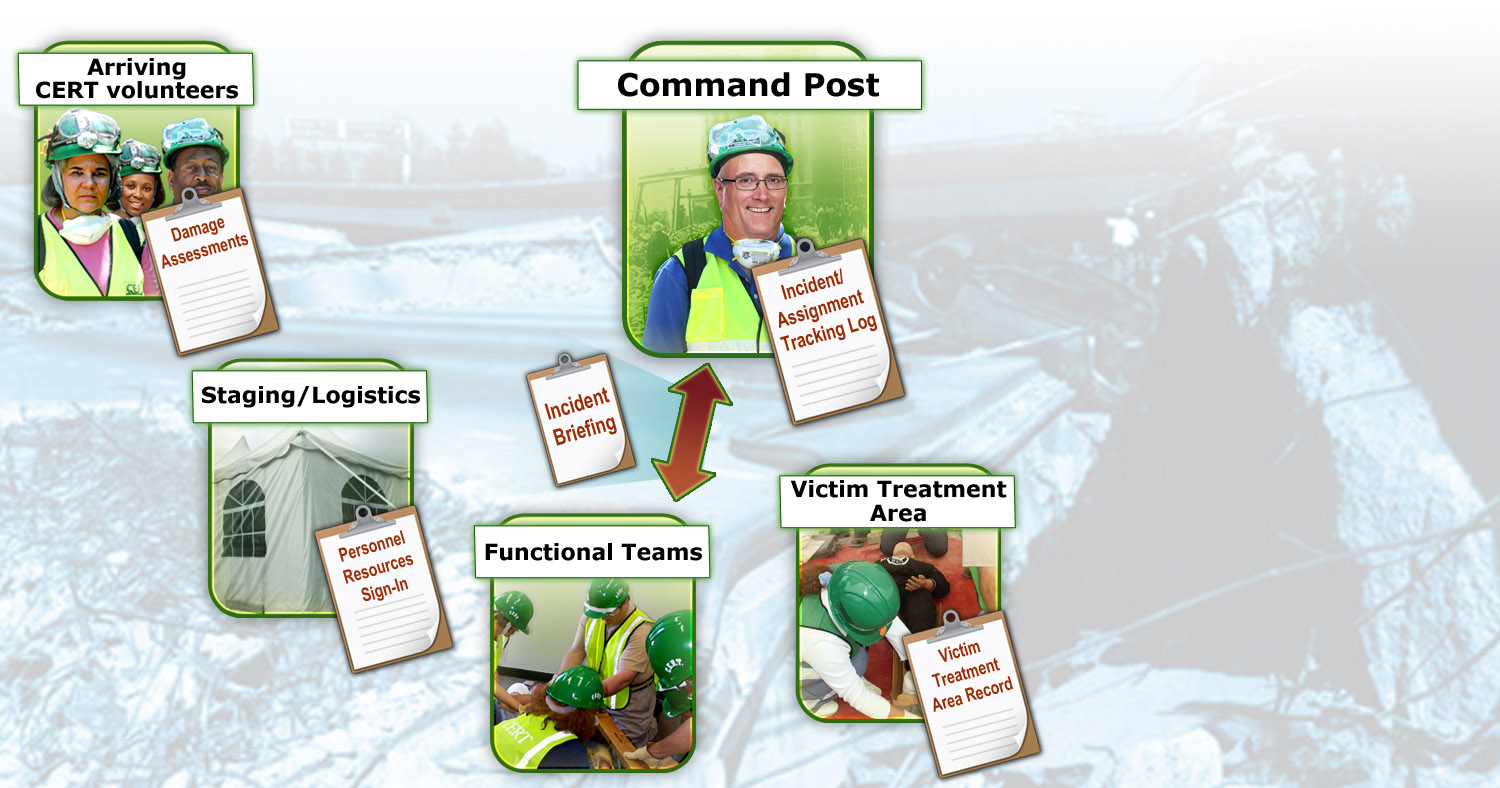 Arriving
CERT volunteers
Damage
Assessments
Command Post
Incident/
Assignment
Tracking Log
Staging/Logistics
Personnel
Resources
Sign-In
Incident
Briefing
Functional Teams
CERT
C.E.R.T.
Victim Treatment
Area
Victim
Treatment
Area Record